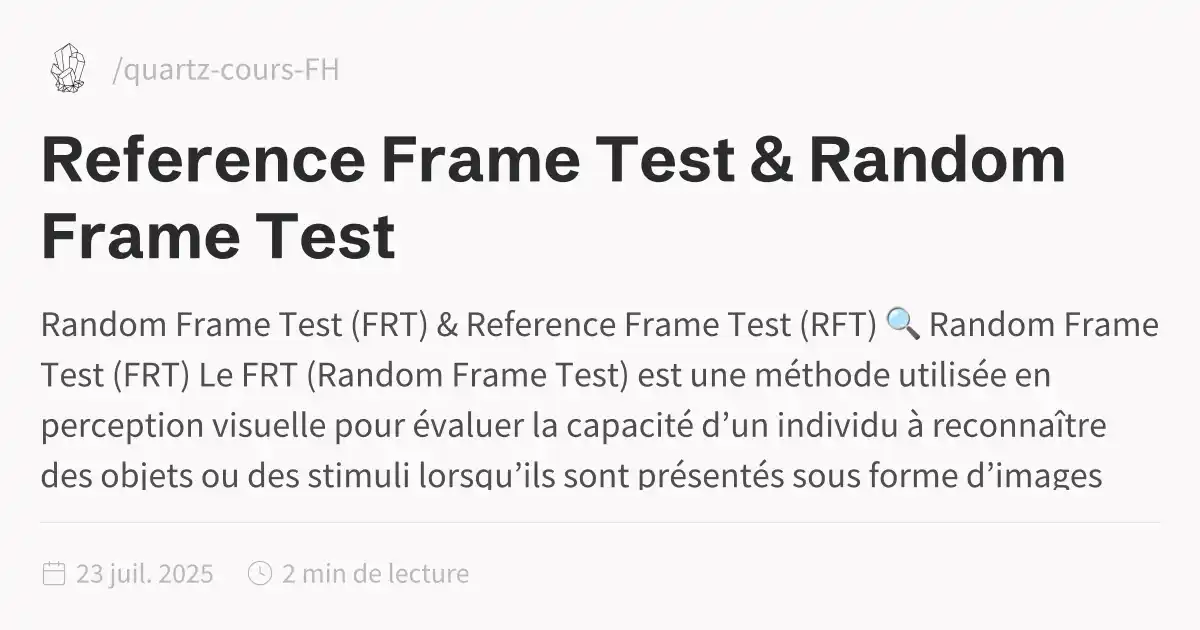 /quartz-cours-FH
Reference Frame Test & Random
Frame Test
Random Frame Test (FRT) & Reference Frame Test (RFT) 🔍 Random Frame
Test (FRT) Le FRT (Random Frame Test) est une méthode utilisée en
perception visuelle pour évaluer la capacité d’un individu à reconnaître
des objets ou des stimuli lorsqu’ils sont présentés sous forme d’images
23 juil. 2025 2 min de lecture